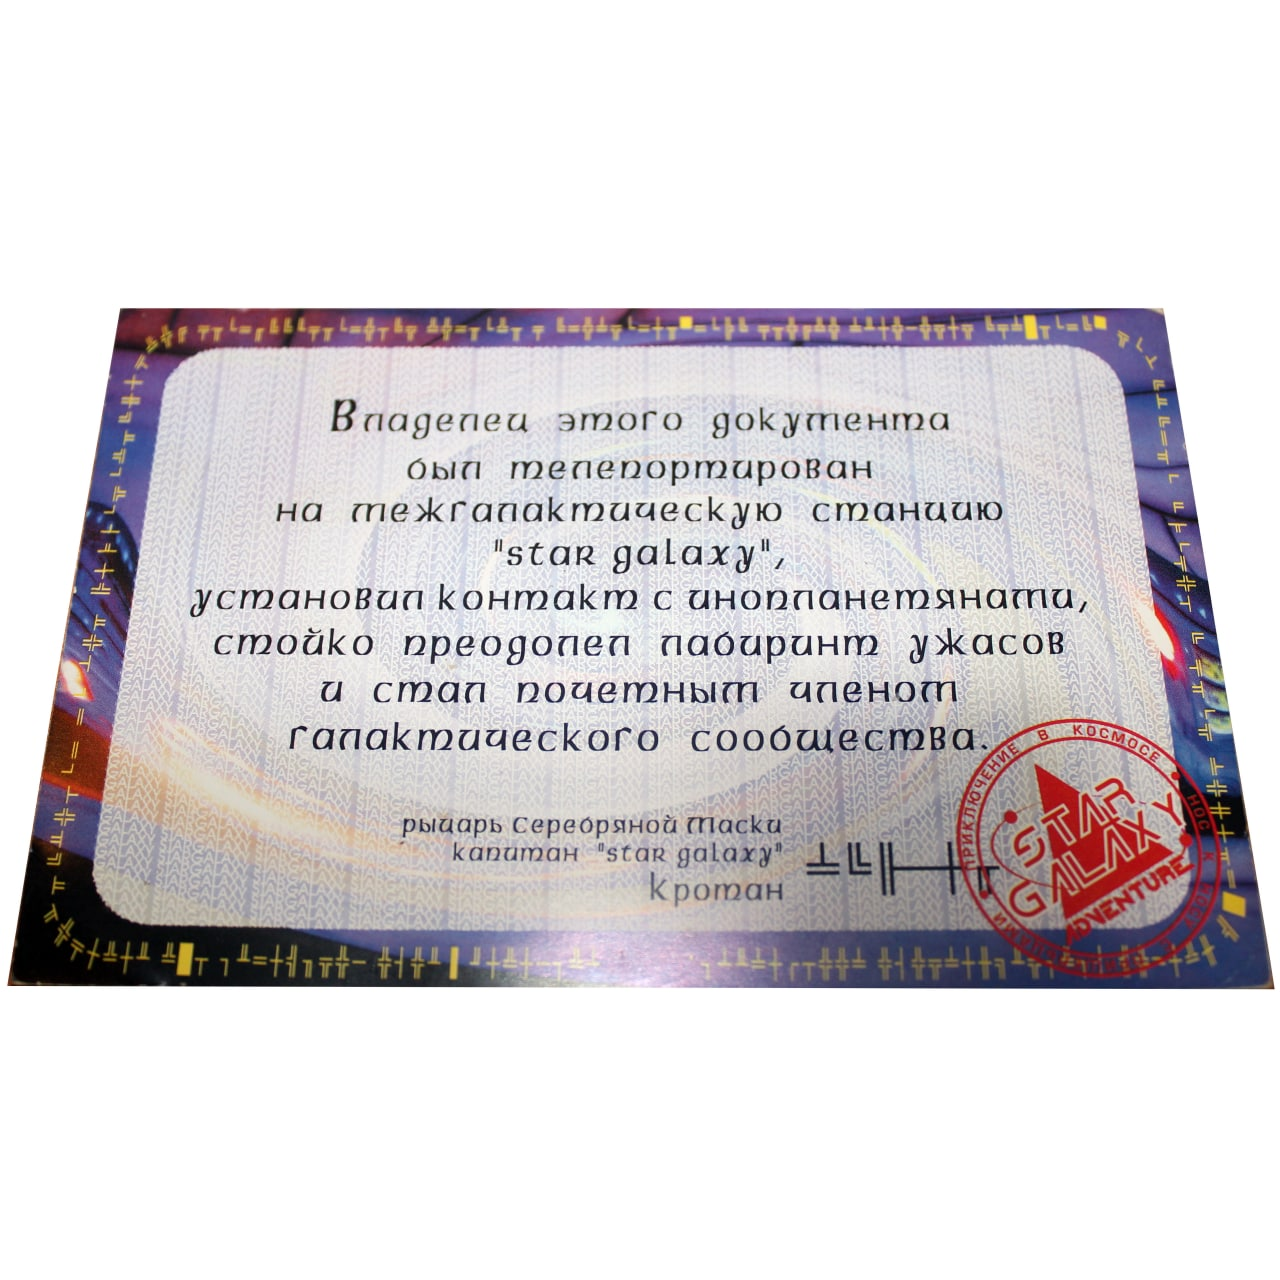 Владелец этого документа
был телепортирован
на межгалактическую станцию
"star galaxy",
установил контакт с инопланетянами,
стойко преодолел лабиринт ужасов
и стал почетным членом
галактического сообщества.
рыцарь Серебряной Маски
капитан "star galaxy"
Кротан
ПРИКЛЮЧЕНИЕ В КОСМОСЕ • НОС К
STAR
GALAXY
ADVENTURE